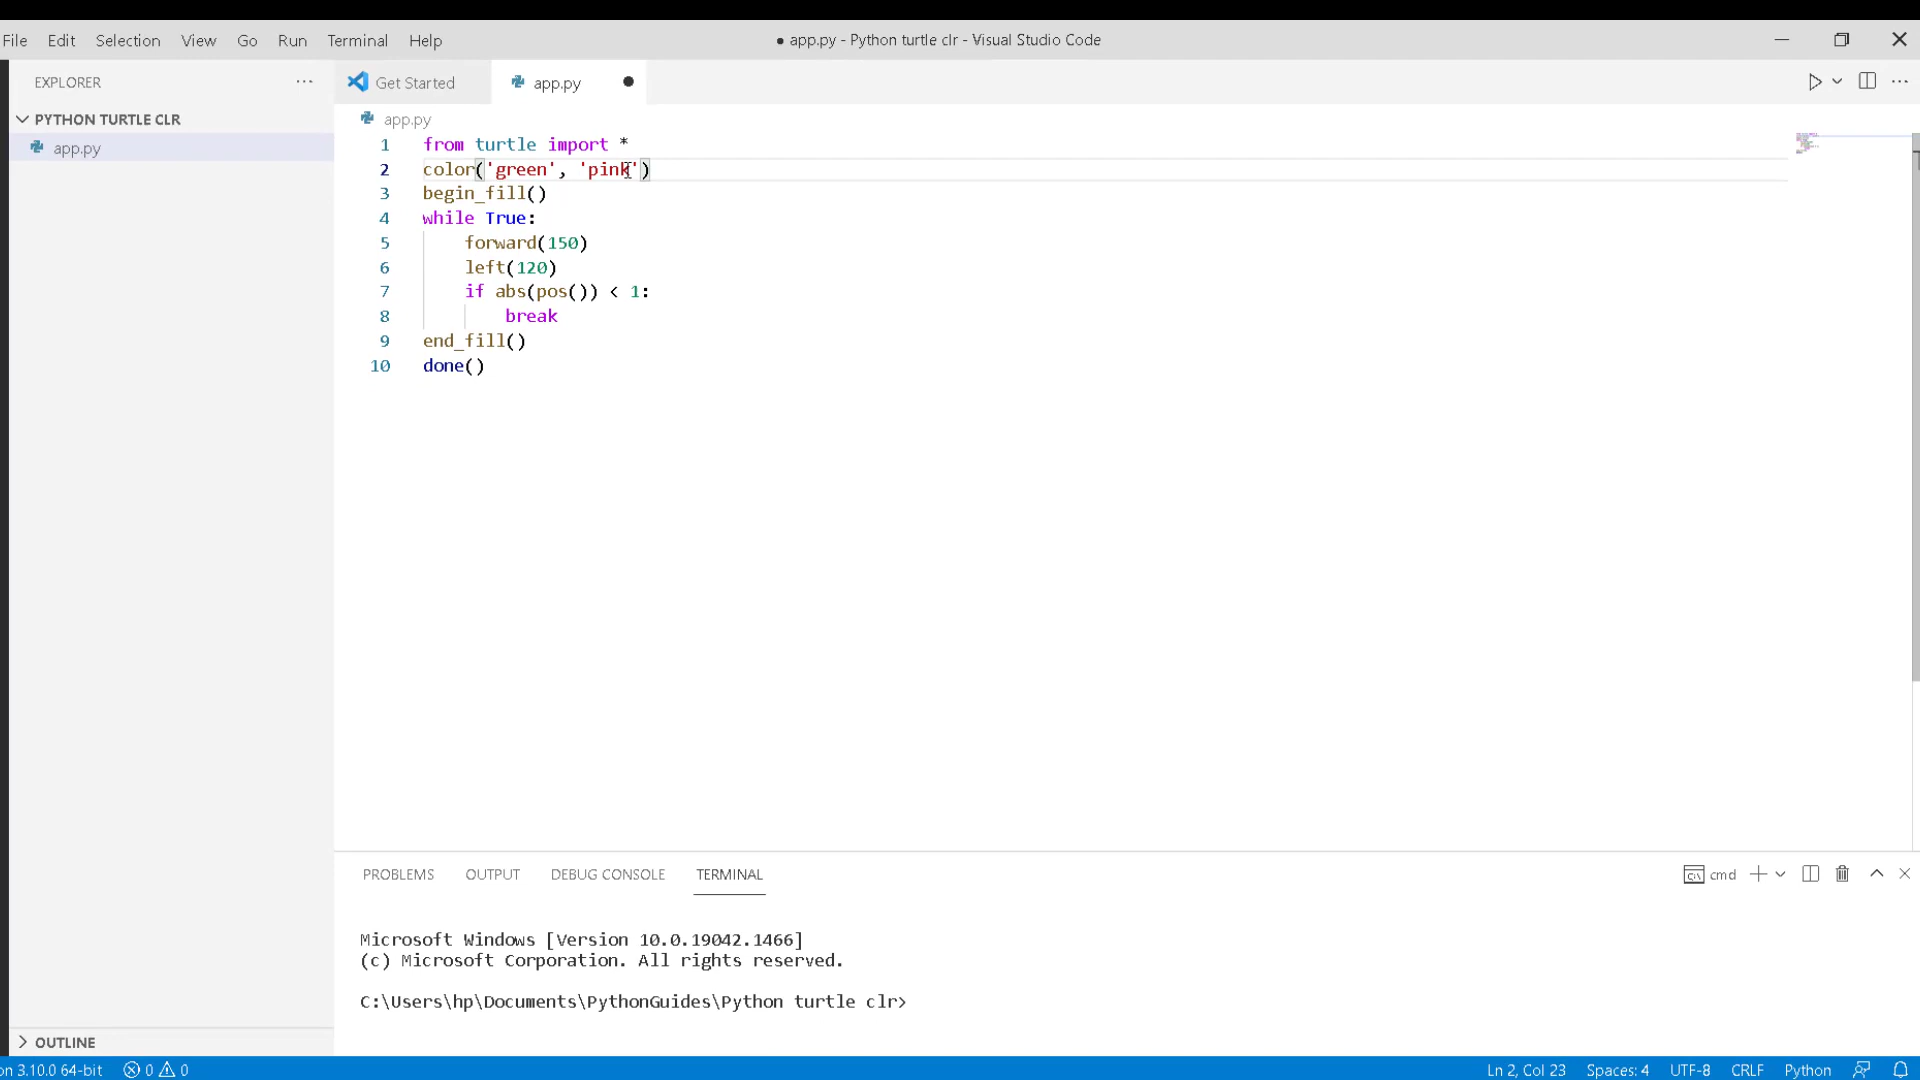 File Edit Selection View Go Run Terminal Help
● app.py - Python turtle clr - Visual Studio Code
EXPLORER ...
Get Started
app.py ●
PYTHON TURTLE CLR
app.py
app.py
1 from turtle import *
2 color('green', 'pink')
3 begin_fill()
4 while True:
5 forward(150)
6 left(120)
7 if abs(pos()) < 1:
8 break
9 end_fill()
10 done()
PROBLEMS OUTPUT DEBUG CONSOLE TERMINAL
cmd
Microsoft Windows [Version 10.0.19042.1466]
(c) Microsoft Corporation. All rights reserved.
C:\Users\hp\Documents\PythonGuides\Python turtle clr>
OUTLINE
on 3.10.0 64-bit 0 0 Ln 2, Col 23 Spaces: 4 UTF-8 CRLF Python